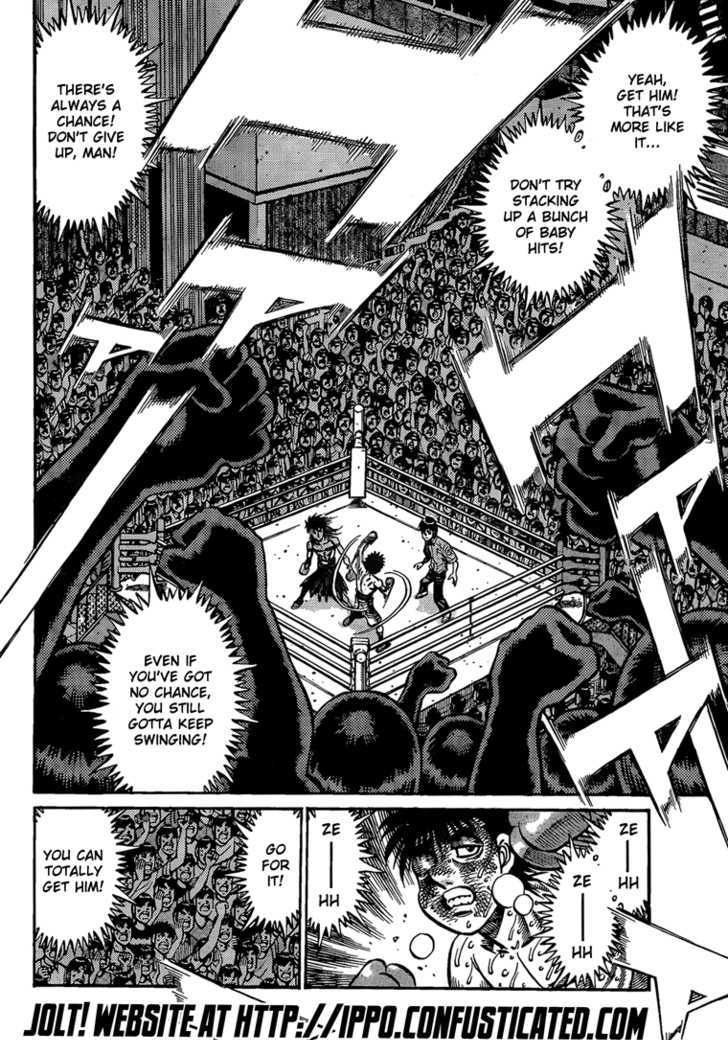 YEAH,
GET HIM!
THAT'S
MORE LIKE
IT...
DON'T TRY
STACKING
UP A BUNCH
OF BABY
HITS!
THERE'S
ALWAYS A
CHANCE!
DON'T GIVE
UP, MAN!
EVEN IF
YOU'VE GOT
NO CHANCE,
YOU STILL
GOTTA KEEP
SWINGING!
ZE
—
HH
ZE
—
HH
ZE
—
HH
GO
FOR
IT!
YOU CAN
TOTALLY
GET HIM!
JOLT! WEBSITE AT HTTP://IPPO.CONFUSTICATED.COM